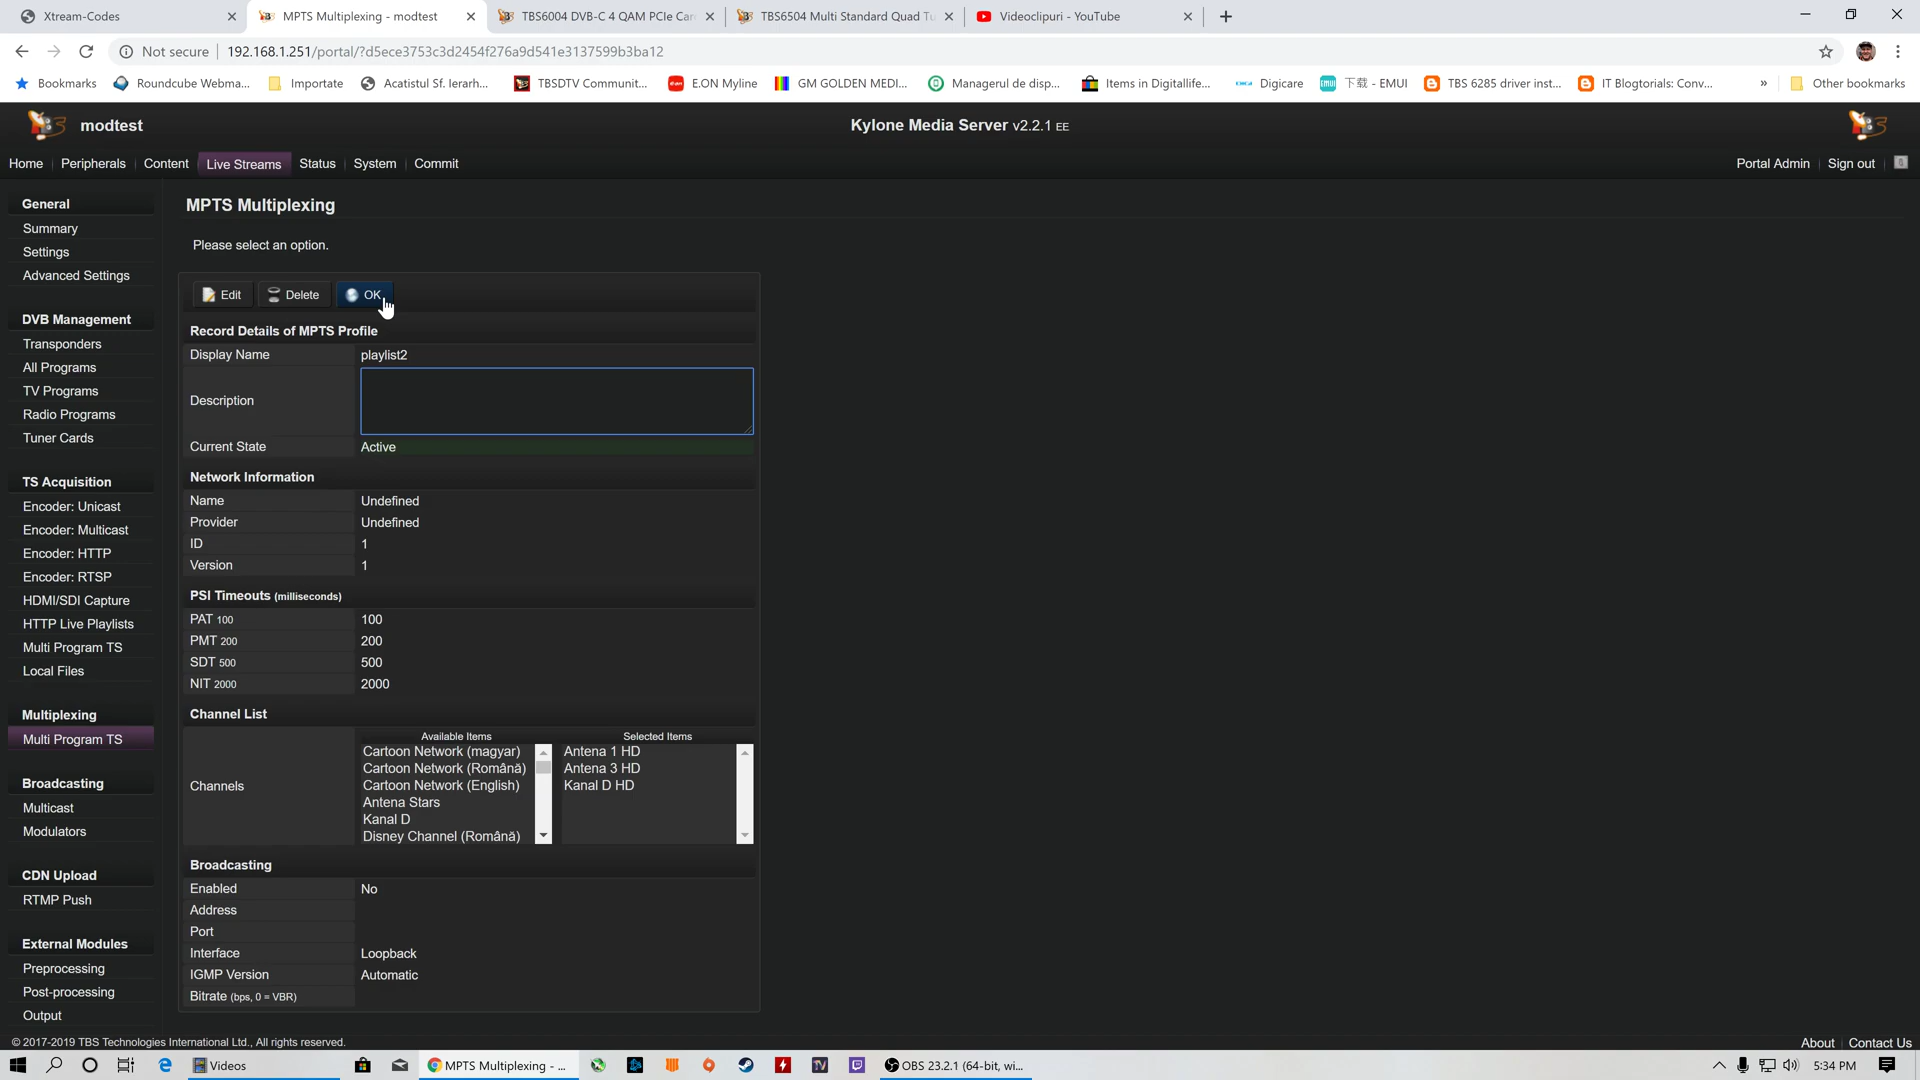 Xtream-Codes
MPTS Multiplexing - modtest
TBS6004 DVB-C 4 QAM PCIe Car
TBS6504 Multi Standard Quad Tu
Videoclipuri - YouTube
Not secure
192.168.1.251/portal/?d5ece3753c3d2454f276a9d541e3137599b3ba12
Bookmarks
Roundcube Webma...
Importate
Acatistul Sf. Ierarh...
TBSDTV Communit...
E.ON Myline
GM GOLDEN MEDI...
Managerul de disp...
Items in Digitallife...
Digicare
下载 - EMUI
TBS 6285 driver inst...
IT Blogtorials: Conv...
»
Other bookmarks
modtest
Kylone Media Server v2.2.1 EE
Home
Peripherals
Content
Live Streams
Status
System
Commit
Portal Admin
Sign out
General
Summary
Settings
Advanced Settings
DVB Management
Transponders
All Programs
TV Programs
Radio Programs
Tuner Cards
TS Acquisition
Encoder: Unicast
Encoder: Multicast
Encoder: HTTP
Encoder: RTSP
HDMI/SDI Capture
HTTP Live Playlists
Multi Program TS
Local Files
Multiplexing
Multi Program TS
Broadcasting
Multicast
Modulators
CDN Upload
RTMP Push
External Modules
Preprocessing
Post-processing
Output
MPTS Multiplexing
Please select an option.
Edit
Delete
OK
Record Details of MPTS Profile
Display Name playlist2
Description
Current State Active
Network Information
Name Undefined
Provider Undefined
ID 1
Version 1
PSI Timeouts (milliseconds)
PAT 100 100
PMT 200 200
SDT 500 500
NIT 2000 2000
Channel List
Channels
Available Items
Cartoon Network (magyar)
Cartoon Network (Română)
Cartoon Network (English)
Antena Stars
Kanal D
Disney Channel (Română)
Selected Items
Antena 1 HD
Antena 3 HD
Kanal D HD
Broadcasting
Enabled No
Address
Port
Interface Loopback
IGMP Version Automatic
Bitrate (bps, 0 = VBR)
© 2017-2019 TBS Technologies International Ltd., All rights reserved.
About
Contact Us
Videos
MPTS Multiplexing - ...
OBS 23.2.1 (64-bit, wi...
5:34 PM